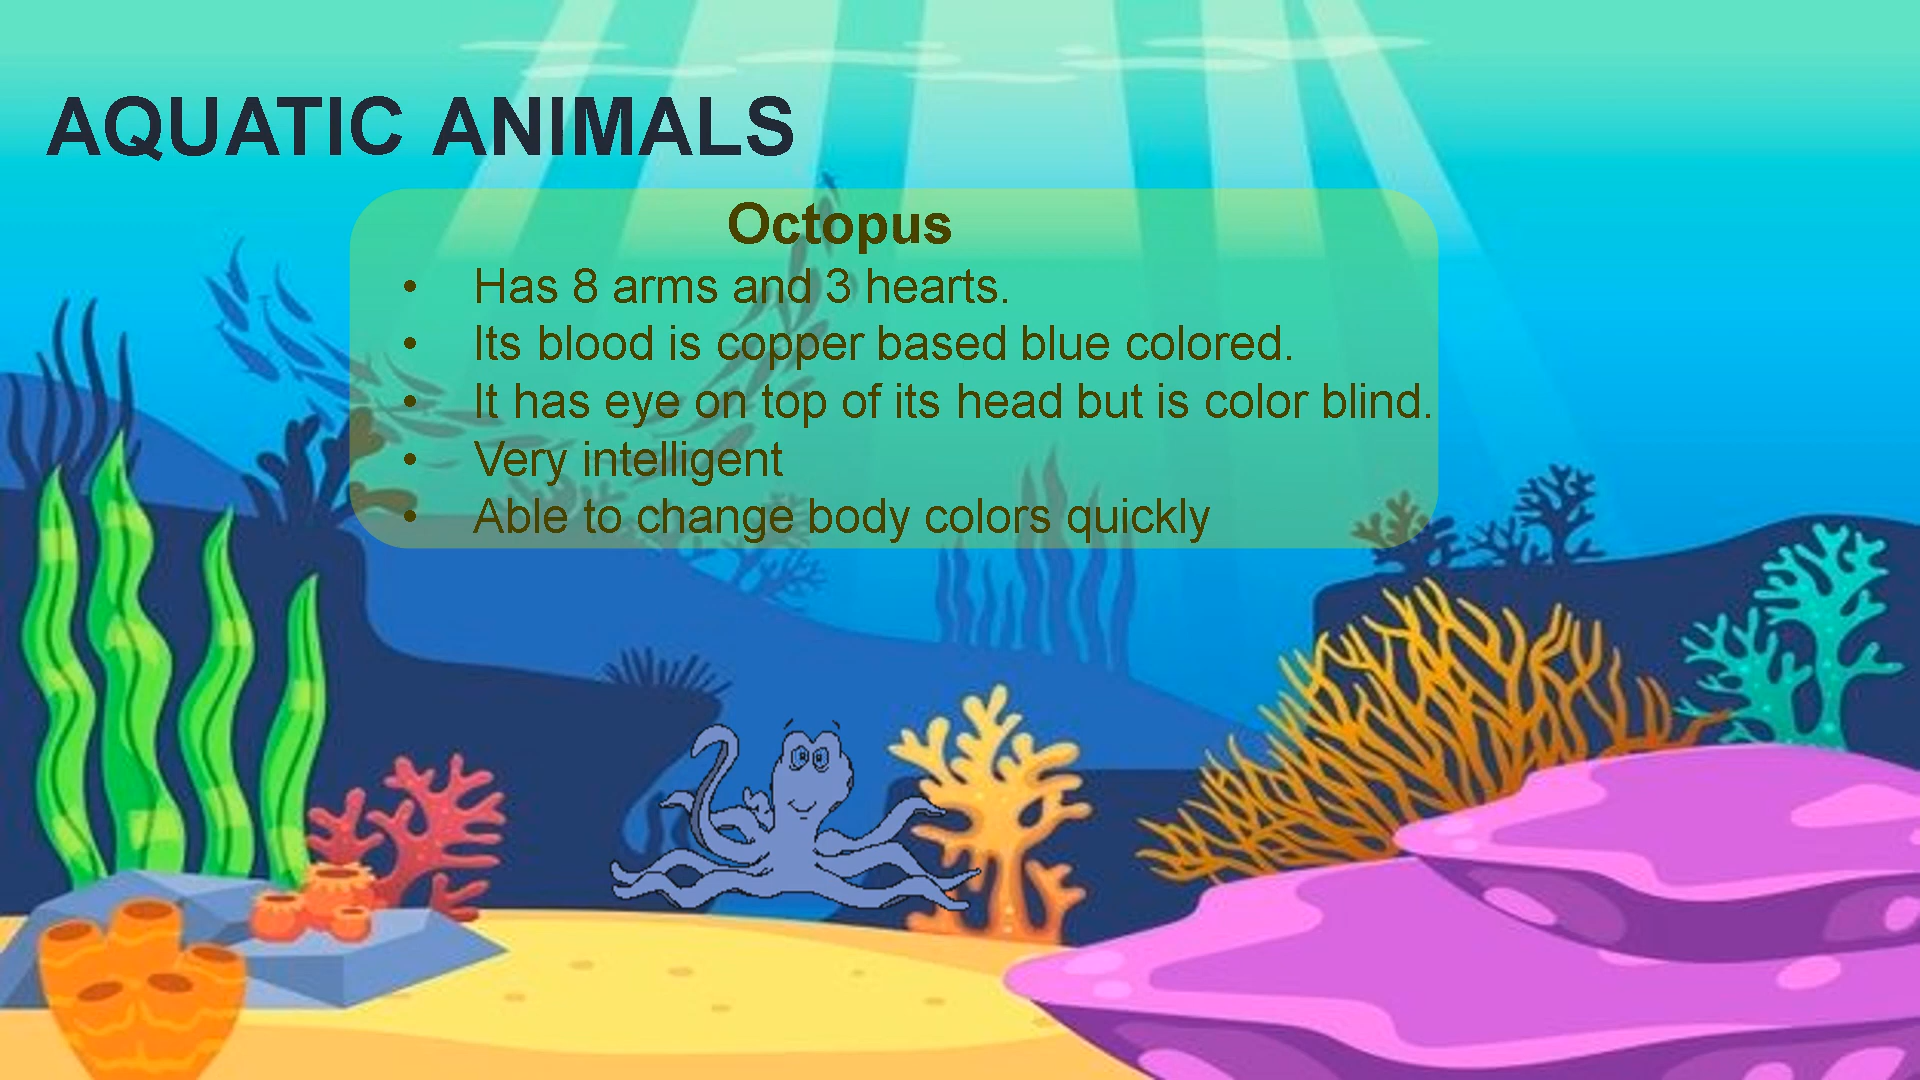 AQUATIC ANIMALS
Octopus
• Has 8 arms and 3 hearts.
• Its blood is copper based blue colored.
• It has eye on top of its head but is color blind.
• Very intelligent
• Able to change body colors quickly